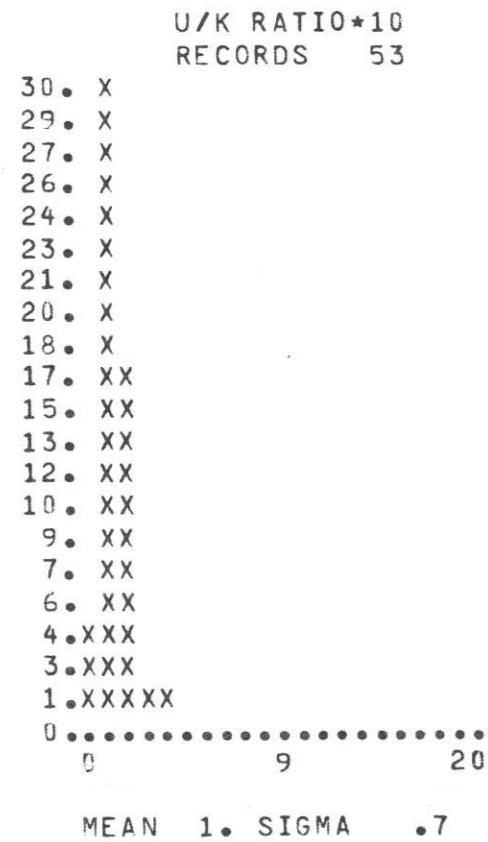 U/K RATIO*10
RECORDS 53
30. X
29. X
27. X
26. X
24. X
23. X
21. X
20. X
18. X
17. XX
15. XX
13. XX
12. XX
10. XX
9. XX
7. XX
6. XX
4.XXX
3.XXX
1.XXXXX
0.....................
0 9 20
MEAN 1. SIGMA .7